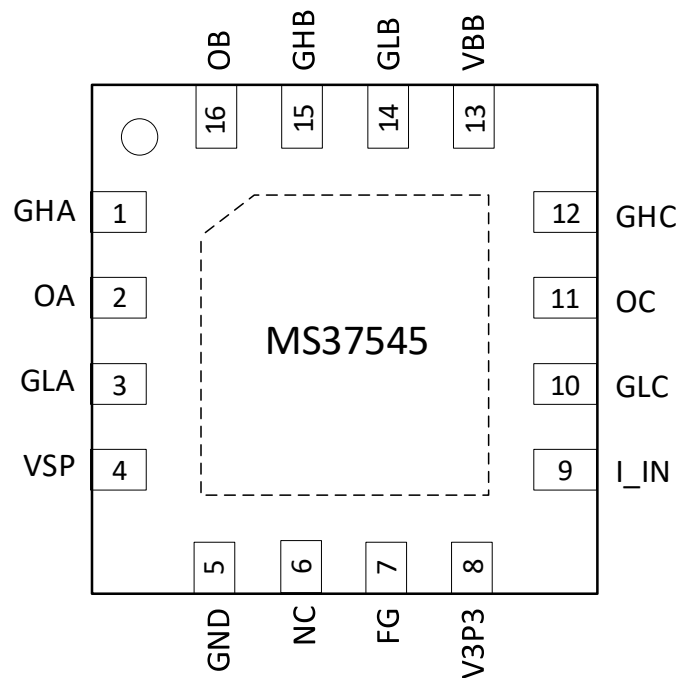 OB
GHB
GLB
VBB
16
15
14
13
GHA 1
12 GHC
OA 2
11 OC
MS37545
GLA 3
10 GLC
VSP 4
9 I_IN
5
6
7
8
GND
NC
FG
V3P3